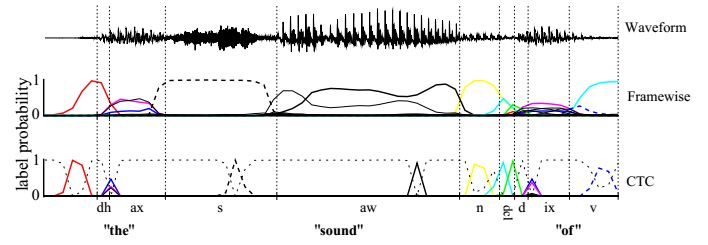 Waveform
label probability
1
0
Framewise
1
0
CTC
dh ax s aw n dcl d ix v
"the" "sound" "of"